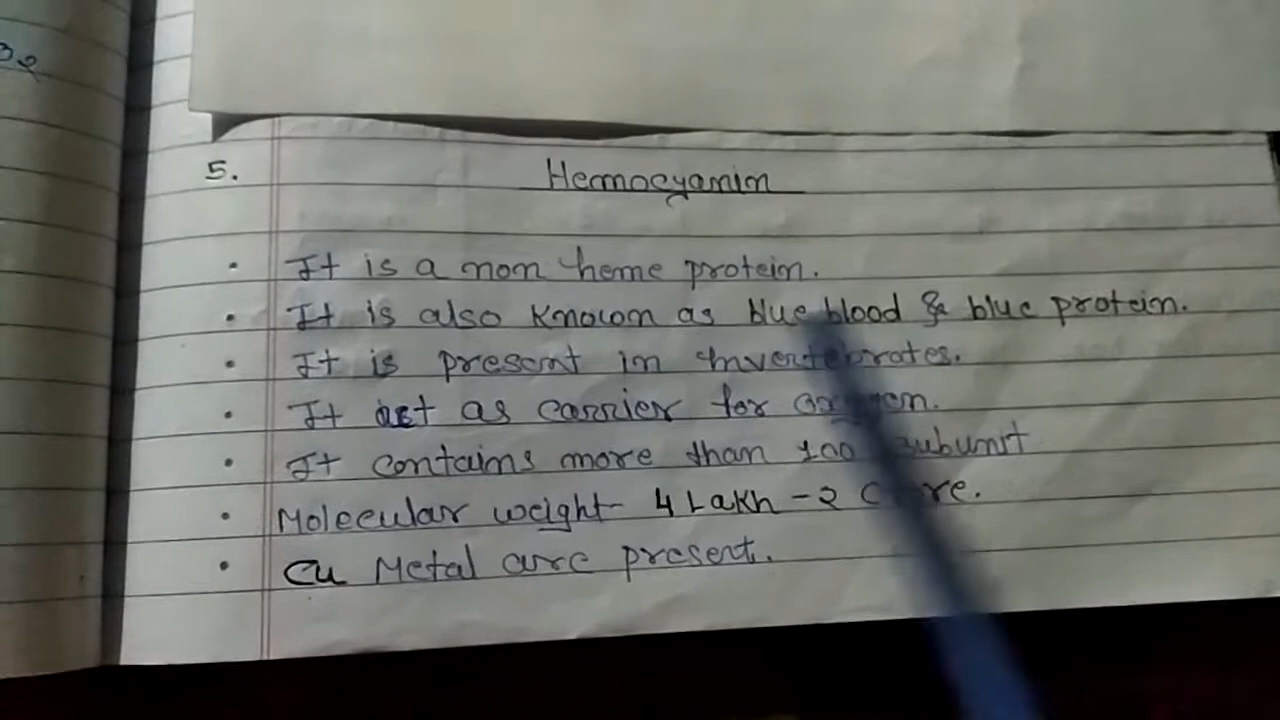 5. Hemocyanin
• It is a non heme protein.
• It is also known as blue blood & blue protein.
• It is present in invertebrates.
• It act as carrier for
• It contains more than 100 subunit
• Molecular weight- 4 Lakh - 2
• Cu Metal are present.